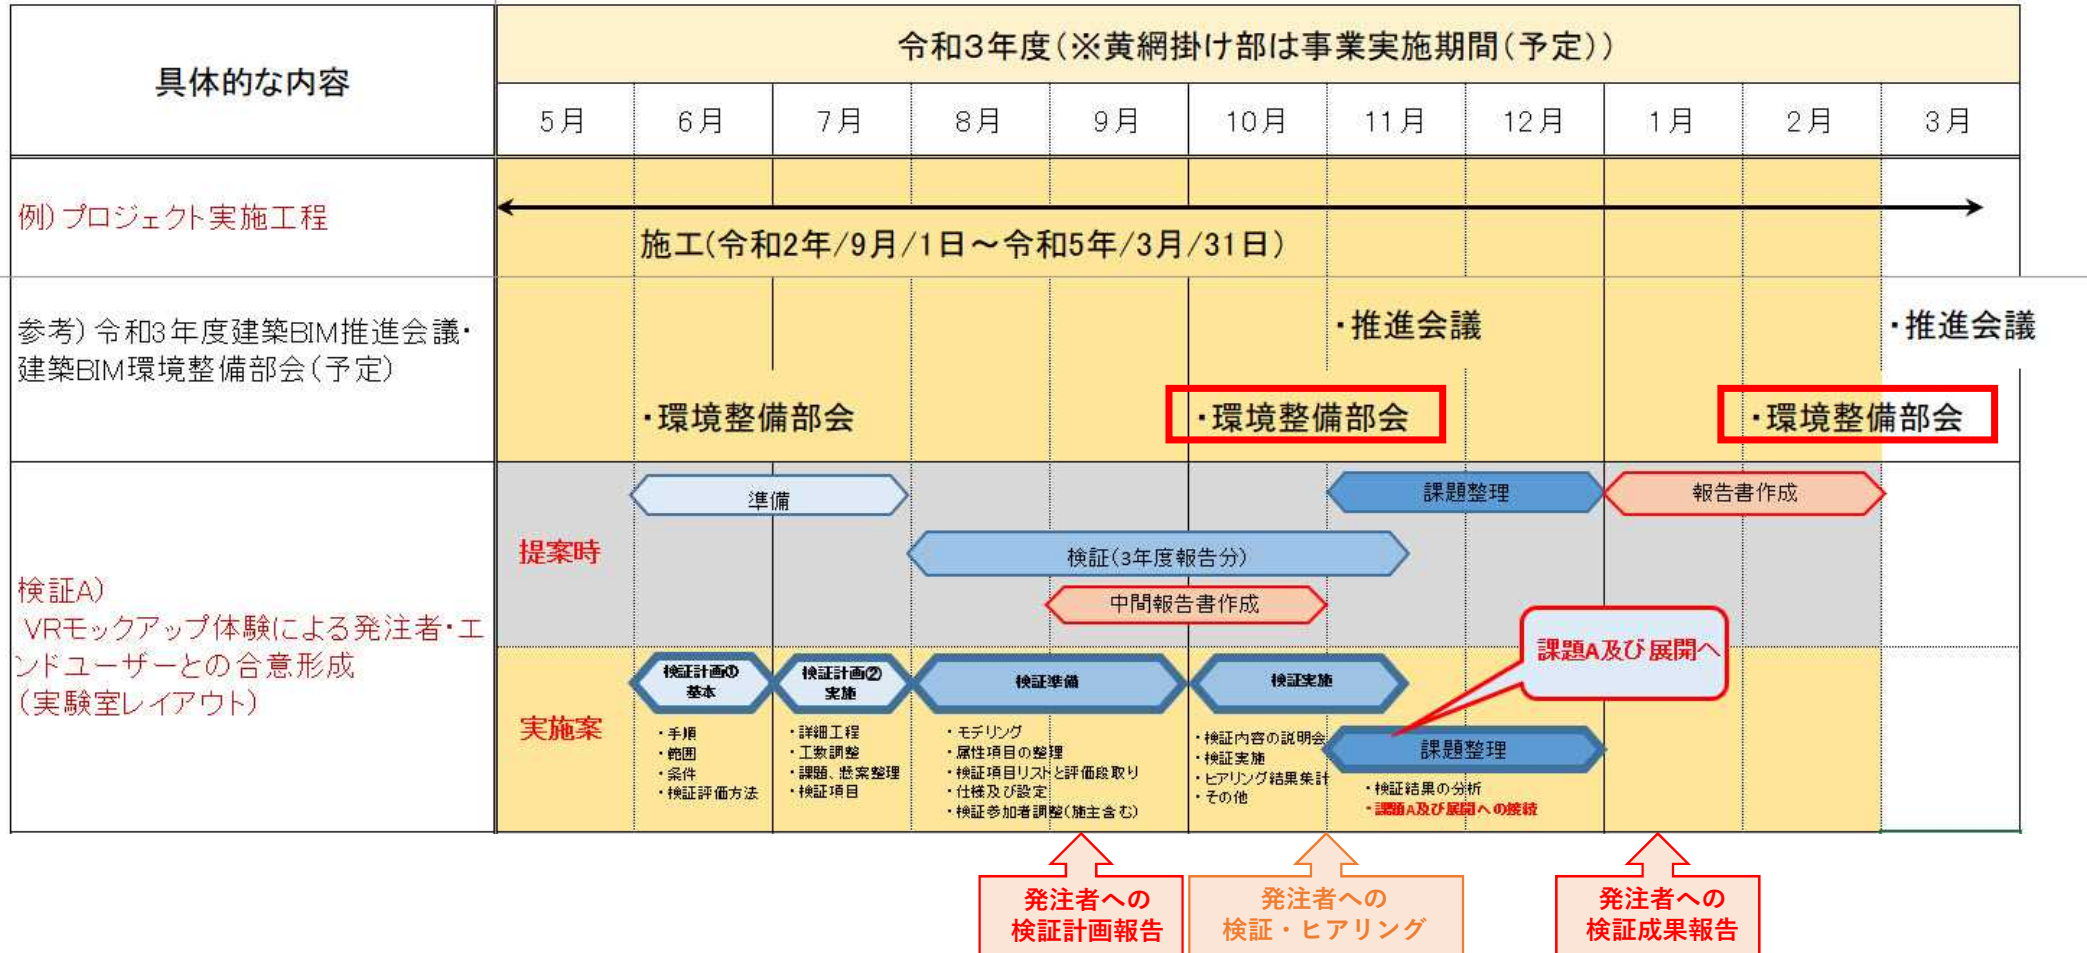 具体的な内容
令和3年度(※黄網掛け部は事業実施期間(予定))
5月 6月 7月 8月 9月 10月 11月 12月 1月 2月 3月
例)プロジェクト実施工程
施工(令和2年/9月/1日～令和5年/3月/31日)
参考)令和3年度建築BIM推進会議・
建築BIM環境整備部会(予定)
・推進会議 ・推進会議
・環境整備部会 ・環境整備部会 ・環境整備部会
検証A)
VRモックアップ体験による発注者・エ
ンドユーザーとの合意形成
(実験室レイアウト)
提案時
準備
課題整理
報告書作成
検証(3年度報告分)
中間報告書作成
課題A及び展開へ
実施案
検証計画①
基本
検証計画②
実施
検証準備
検証実施
課題整理
・手順
・範囲
・条件
・検証評価方法
・詳細工程
・工数調整
・課題、懸案整理
・検証項目
・モデリング
・属性項目の整理
・検証項目リストと評価段取り
・仕様及び設定
・検証参加者調整(施主含む)
・検証内容の説明会
・検証実施
・ヒアリング結果集計
・その他
・検証結果の分析
・課題A及び展開への接続
発注者への
検証計画報告
発注者への
検証・ヒアリング
発注者への
検証成果報告